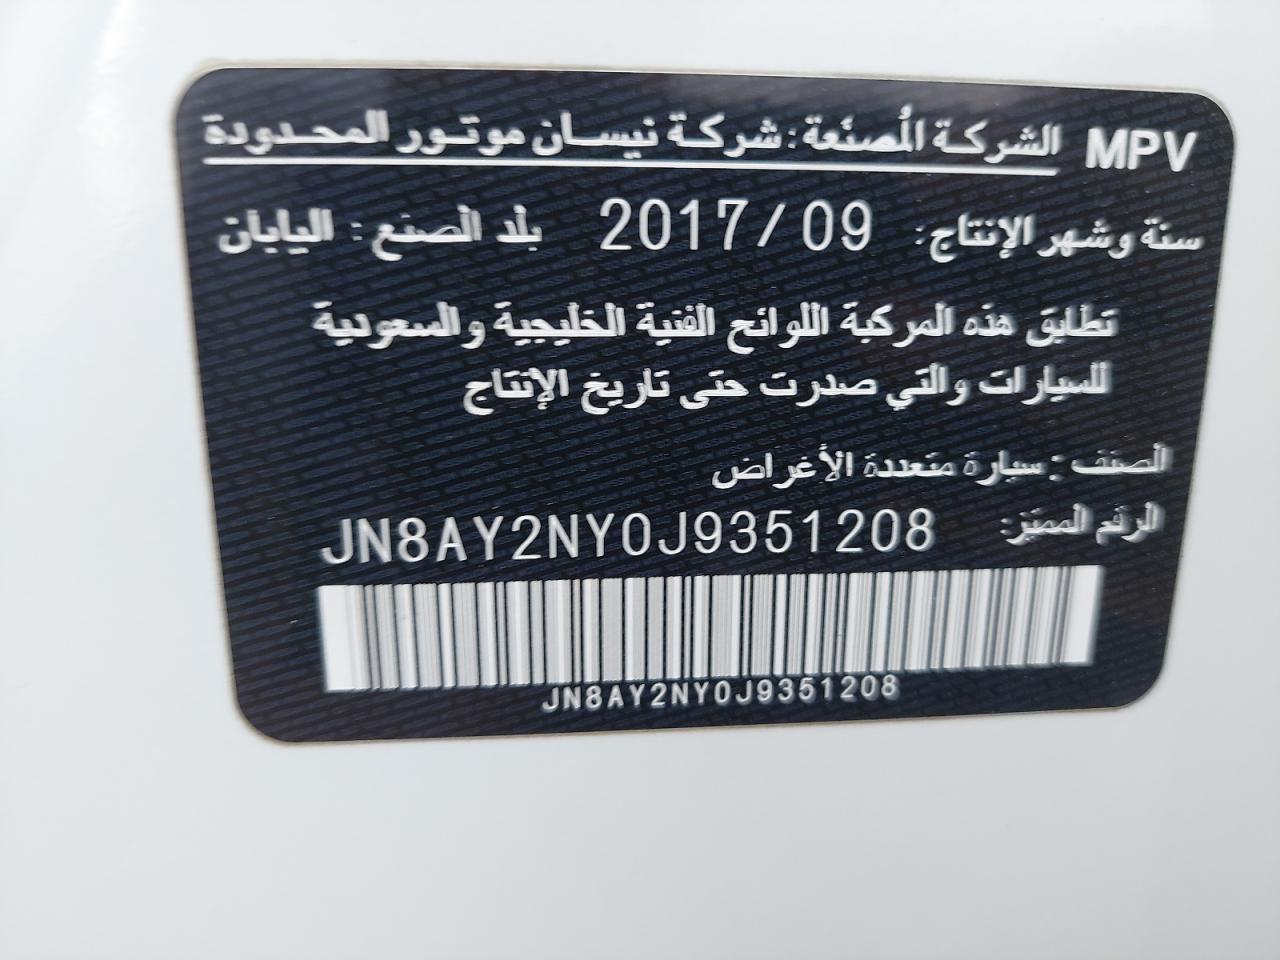 MPV الشركة المُصنّعة: شركة نيسان موتور المحدودة
سنة وشهر الإنتاج: 2017/09 بلد الصنع: اليابان
تطابق هذه المركبة اللوائح الفنية الخليجية والسعودية
للسيارات والتي صدرت حتى تاريخ الإنتاج
الصنف: سيارة متعددة الأغراض
الرقم المميّز: JN8AY2NY0J9351208
JN8AY2NY0J9351208